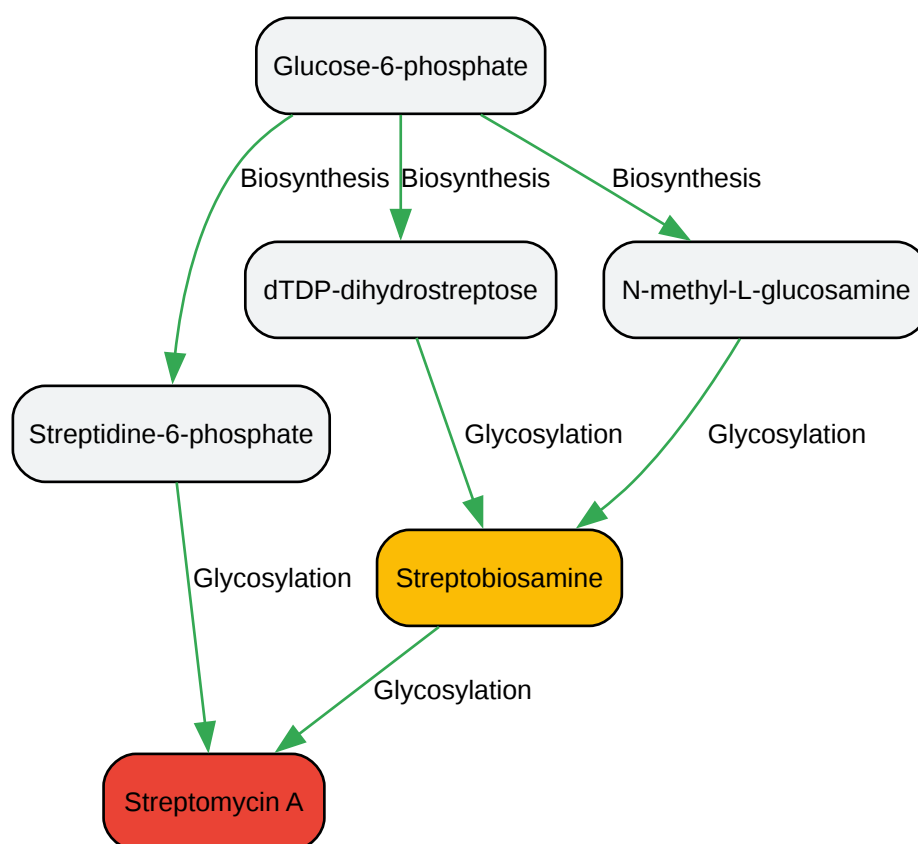 Glucose-6-phosphate
Biosynthesis
Biosynthesis
Biosynthesis
dTDP-dihydrostreptose
N-methyl-L-glucosamine
Streptidine-6-phosphate
Glycosylation
Glycosylation
Glycosylation
Streptobiosamine
Glycosylation
Streptomycin A